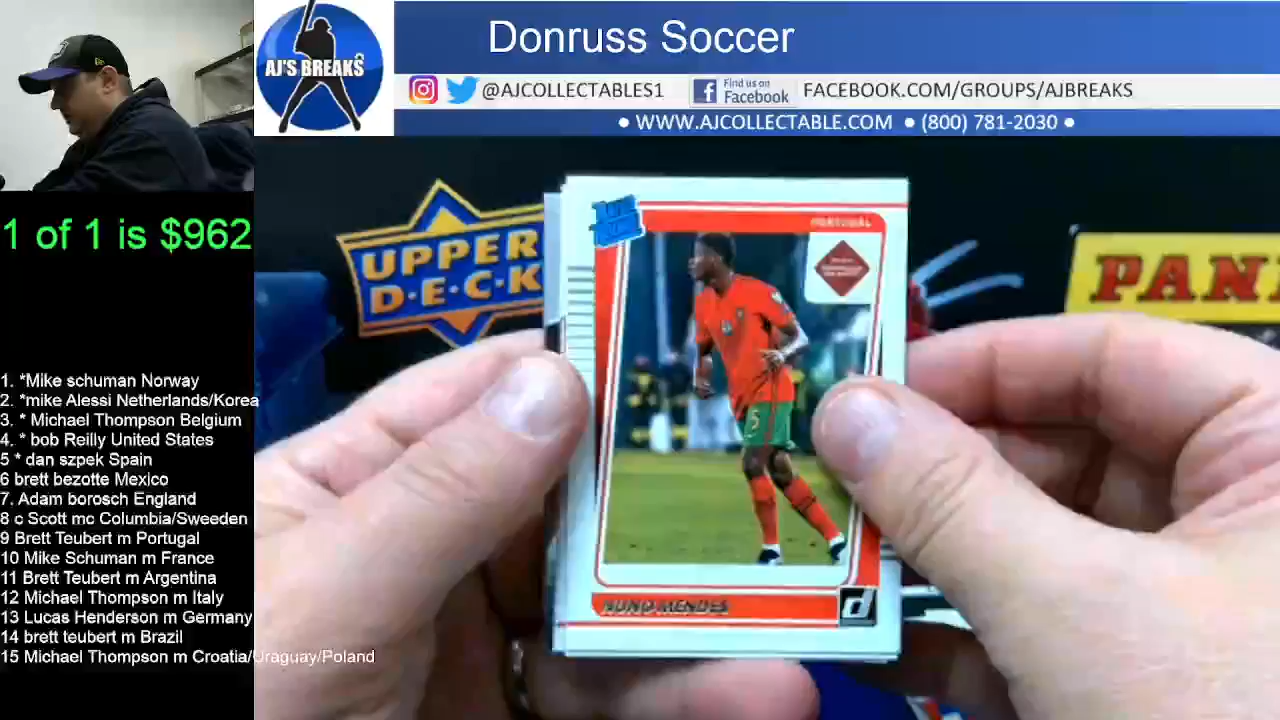 Donruss Soccer
AJ'S BREAKS
@AJCOLLECTABLES1
Find us on
Facebook
FACEBOOK.COM/GROUPS/AJBREAKS
● WWW.AJCOLLECTABLE.COM ● (800) 781-2030 ●
1 of 1 is $962
UPPER
D·E·C·K
PANI
PORTUGAL
NUNO MENDES
d
5
1. *Mike schuman Norway
2. *mike Alessi Netherlands/Korea
3. * Michael Thompson Belgium
4. * bob Reilly United States
5 * dan szpek Spain
6 brett bezotte Mexico
7. Adam borosch England
8 c Scott mc Columbia/Sweeden
9 Brett Teubert m Portugal
10 Mike Schuman m France
11 Brett Teubert m Argentina
12 Michael Thompson m Italy
13 Lucas Henderson m Germany
14 brett teubert m Brazil
15 Michael Thompson m Croatia/Uraguay/Poland